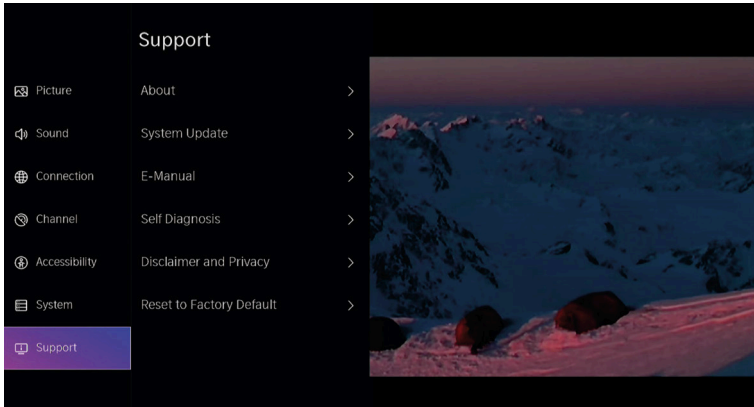 Support
Picture
Sound
Connection
Channel
Accessibility
System
Support
About
System Update
E-Manual
Self Diagnosis
Disclaimer and Privacy
Reset to Factory Default